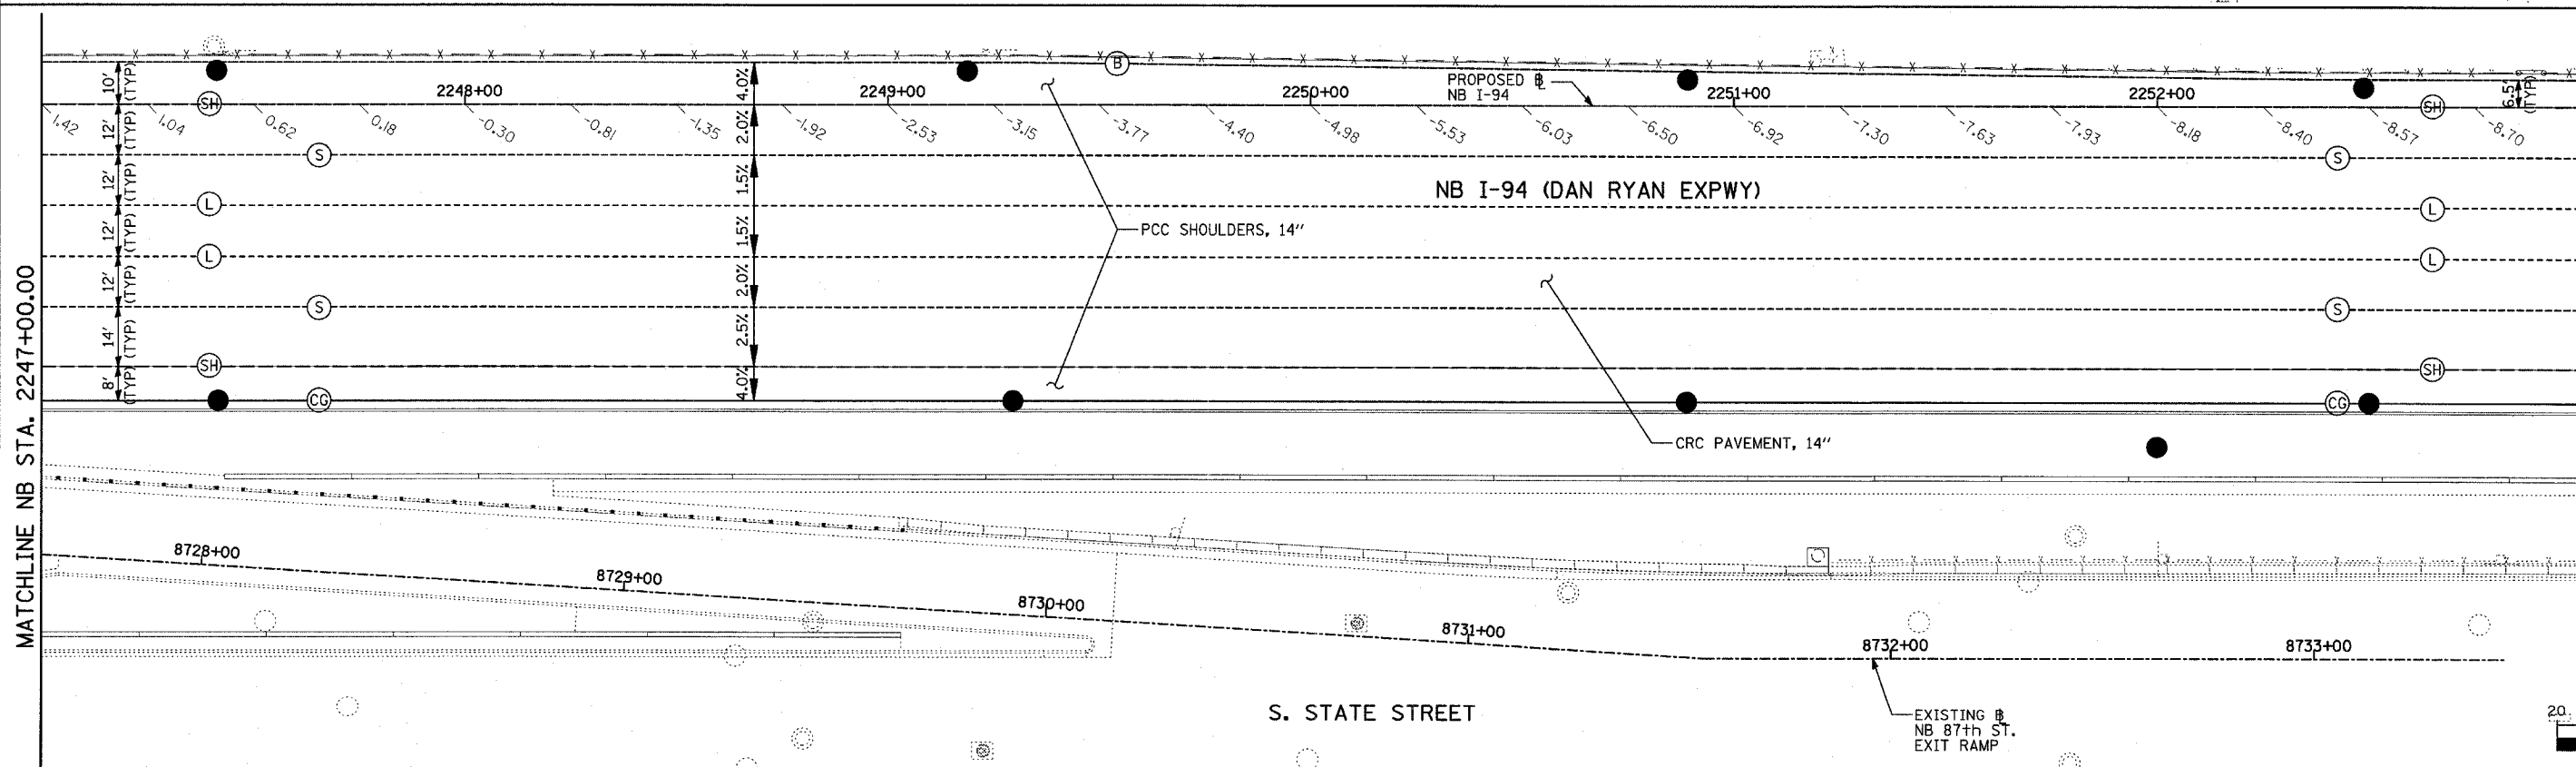 MATCHLINE NB STA. 2247+00.00
10' (TYP)
12' (TYP)
12' (TYP)
12' (TYP)
12' (TYP)
14' (TYP)
8' (TYP)
B
PROPOSED ℄
NB I-94
6.5' (TYP)
SH
2248+00
2249+00
2250+00
2251+00
2252+00
SH
1.42
1.04
0.62
0.18
-0.30
-0.81
-1.35
-1.92
-2.53
-3.15
-3.77
-4.40
-4.98
-5.53
-6.03
-6.50
-6.92
-7.30
-7.63
-7.93
-8.18
-8.40
-8.57
-8.70
4.0%
2.0%
1.5%
1.5%
2.0%
2.5%
4.0%
S
S
NB I-94 (DAN RYAN EXPWY)
L
L
PCC SHOULDERS, 14"
L
L
S
S
SH
SH
CG
CG
CRC PAVEMENT, 14"
8728+00
8729+00
8730+00
8731+00
8732+00
8733+00
S. STATE STREET
EXISTING ℄
NB 87th ST.
EXIT RAMP
20